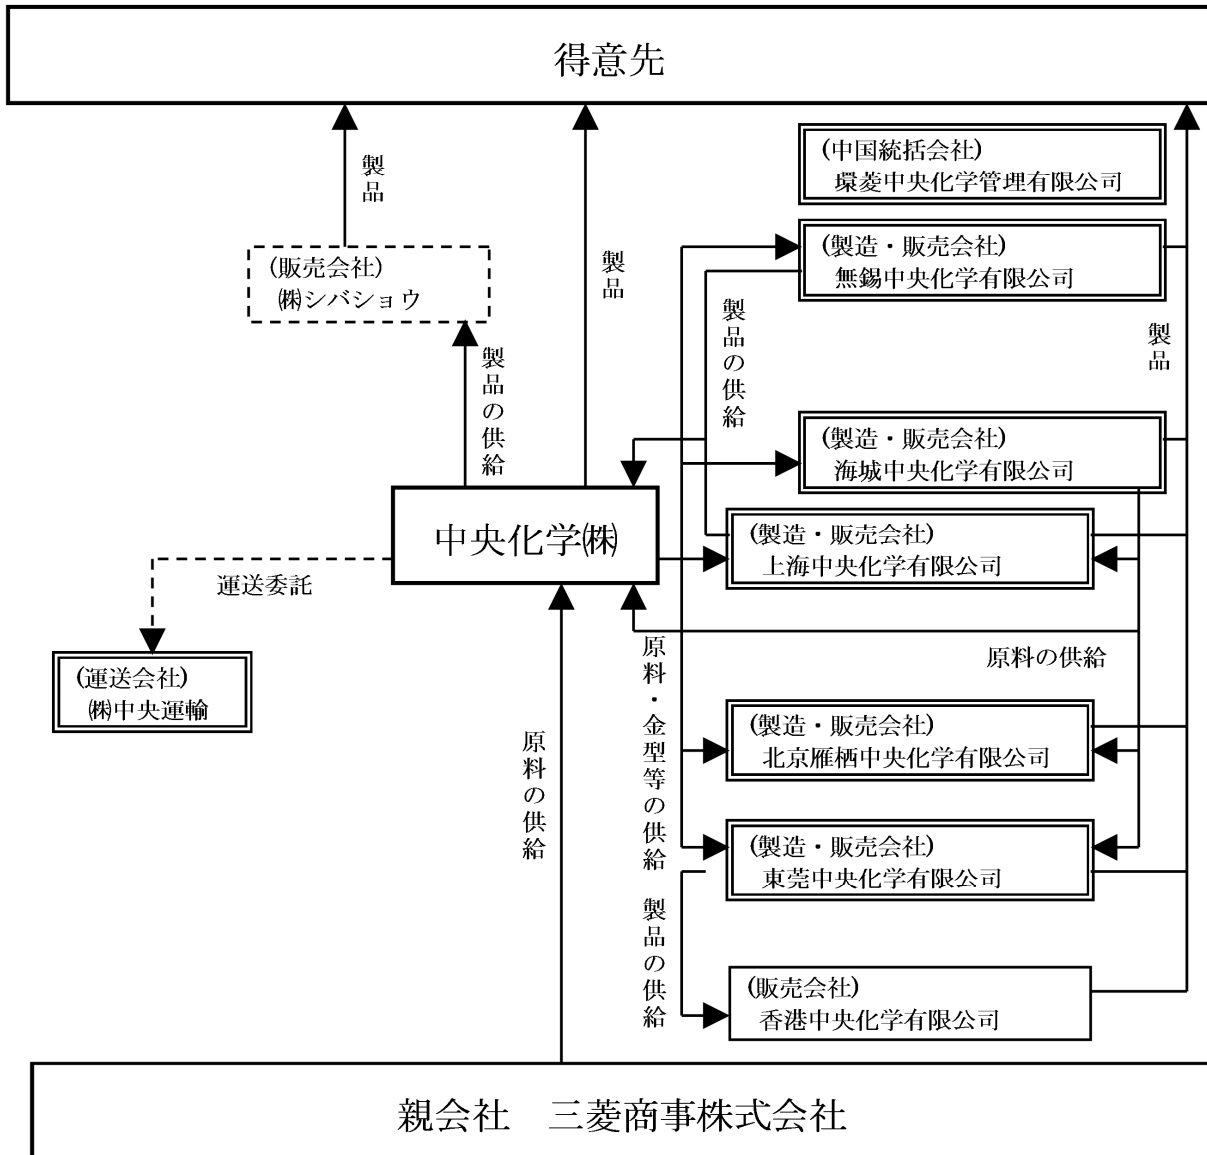 得意先
製品
(販売会社)
㈱シバショウ
製品の供給
製品
(中国統括会社)
環菱中央化学管理有限公司
(製造・販売会社)
無錫中央化学有限公司
製品の供給
製品
(製造・販売会社)
海城中央化学有限公司
中央化学㈱
(製造・販売会社)
上海中央化学有限公司
運送委託
(運送会社)
㈱中央運輸
原料の供給
原料・金型等の供給
原料の供給
(製造・販売会社)
北京雁栖中央化学有限公司
(製造・販売会社)
東莞中央化学有限公司
製品の供給
(販売会社)
香港中央化学有限公司
親会社　三菱商事株式会社